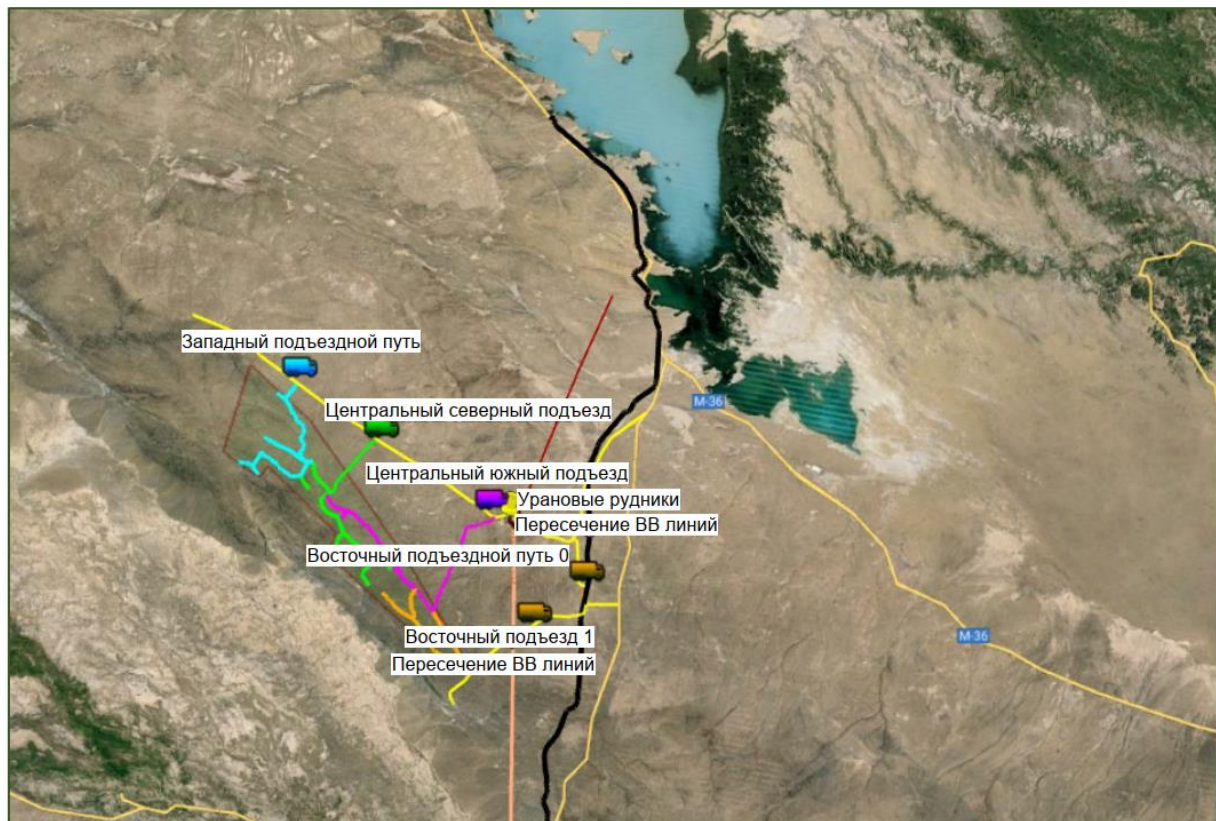 Западный подъездной путь
M-36
Центральный северный подъезд
Центральный южный подъезд
Урановые рудники
Пересечение ВВ линий
Восточный подъездной путь 0
Восточный подъезд 1
M-36
Пересечение ВВ линий